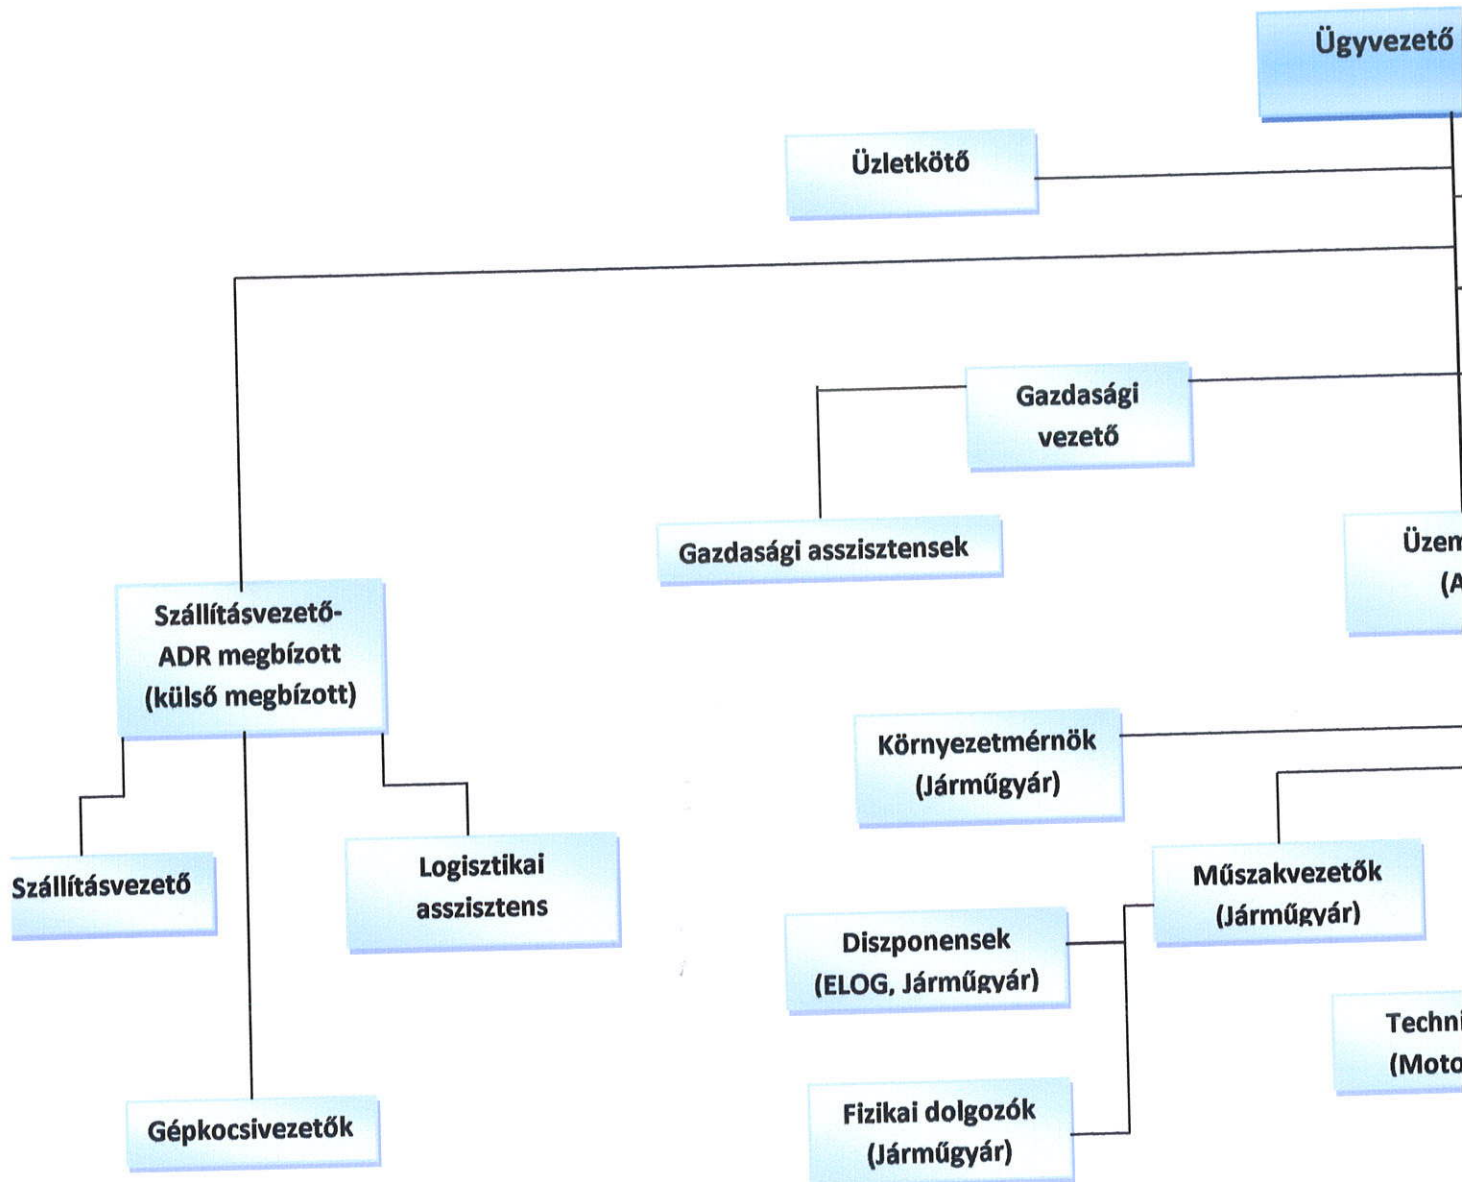 Ügyvezető
Üzletkötő
Gazdasági
vezető
Gazdasági asszisztensek
Szállításvezető-
ADR megbízott
(külső megbízott)
Környezetmérnök
(Járműgyár)
Szállításvezető
Logisztikai
asszisztens
Műszakvezetők
(Járműgyár)
Diszponensek
(ELOG, Járműgyár)
Gépkocsivezetők
Fizikai dolgozók
(Járműgyár)